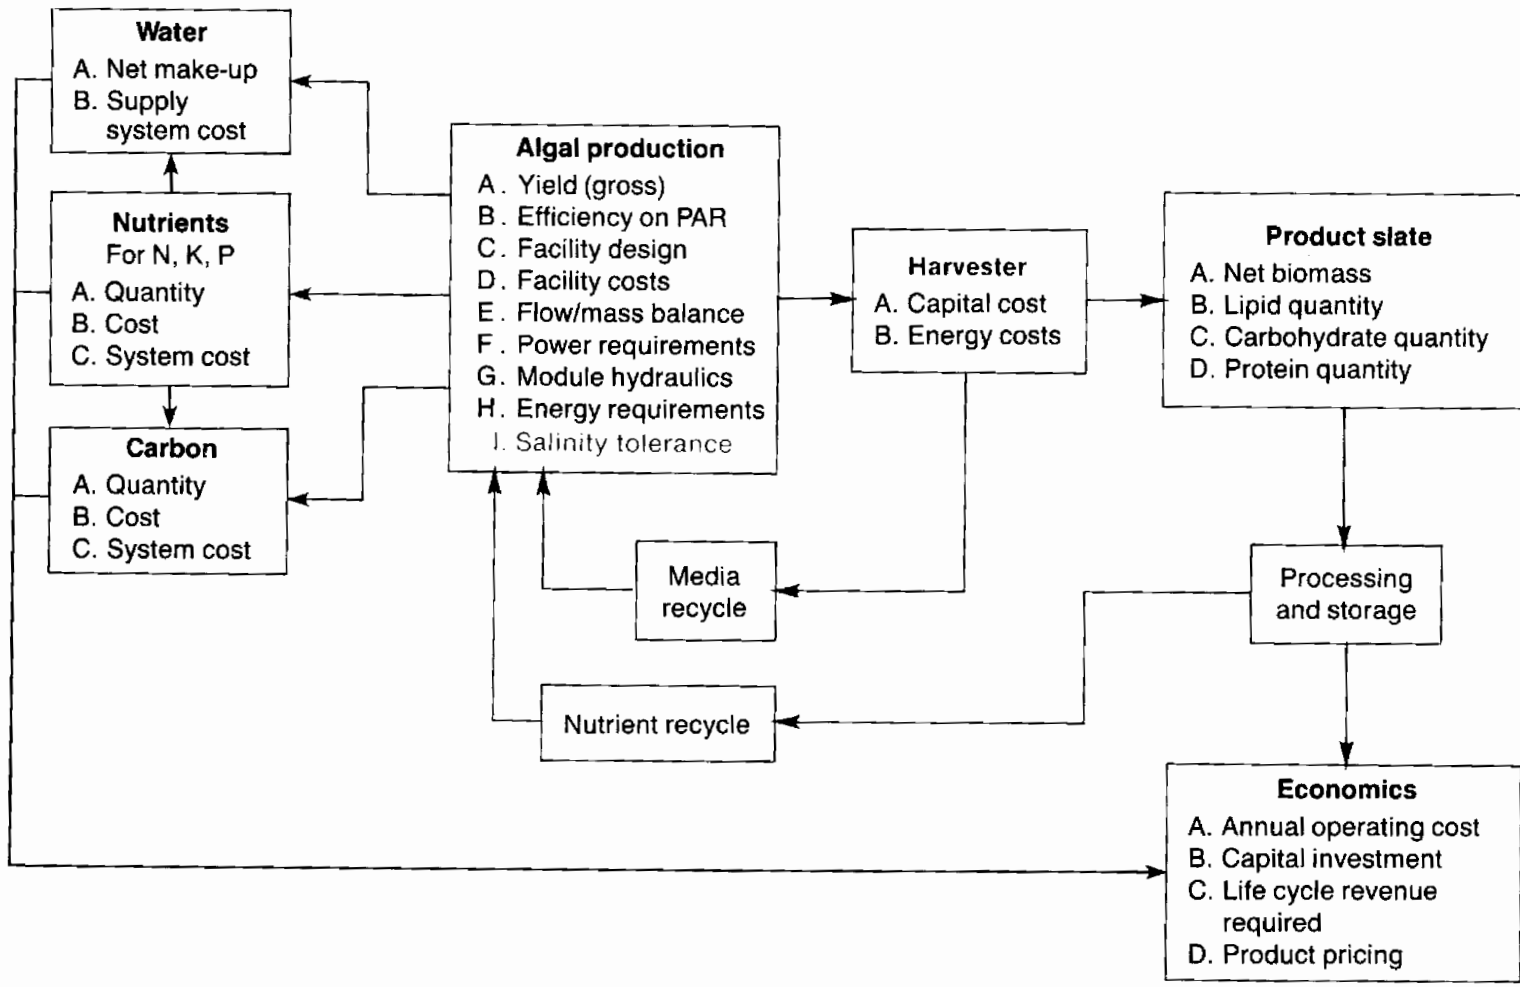 Water
A. Net make-up
B. Supply
system cost
Nutrients
For N, K, P
A. Quantity
B. Cost
C. System cost
Carbon
A. Quantity
B. Cost
C. System cost
Algal production
A. Yield (gross)
B. Efficiency on PAR
C. Facility design
D. Facility costs
E. Flow/mass balance
F. Power requirements
G. Module hydraulics
H. Energy requirements
I. Salinity tolerance
Harvester
A. Capital cost
B. Energy costs
Product slate
A. Net biomass
B. Lipid quantity
C. Carbohydrate quantity
D. Protein quantity
Media
recycle
Processing
and storage
Nutrient recycle
Economics
A. Annual operating cost
B. Capital investment
C. Life cycle revenue
required
D. Product pricing